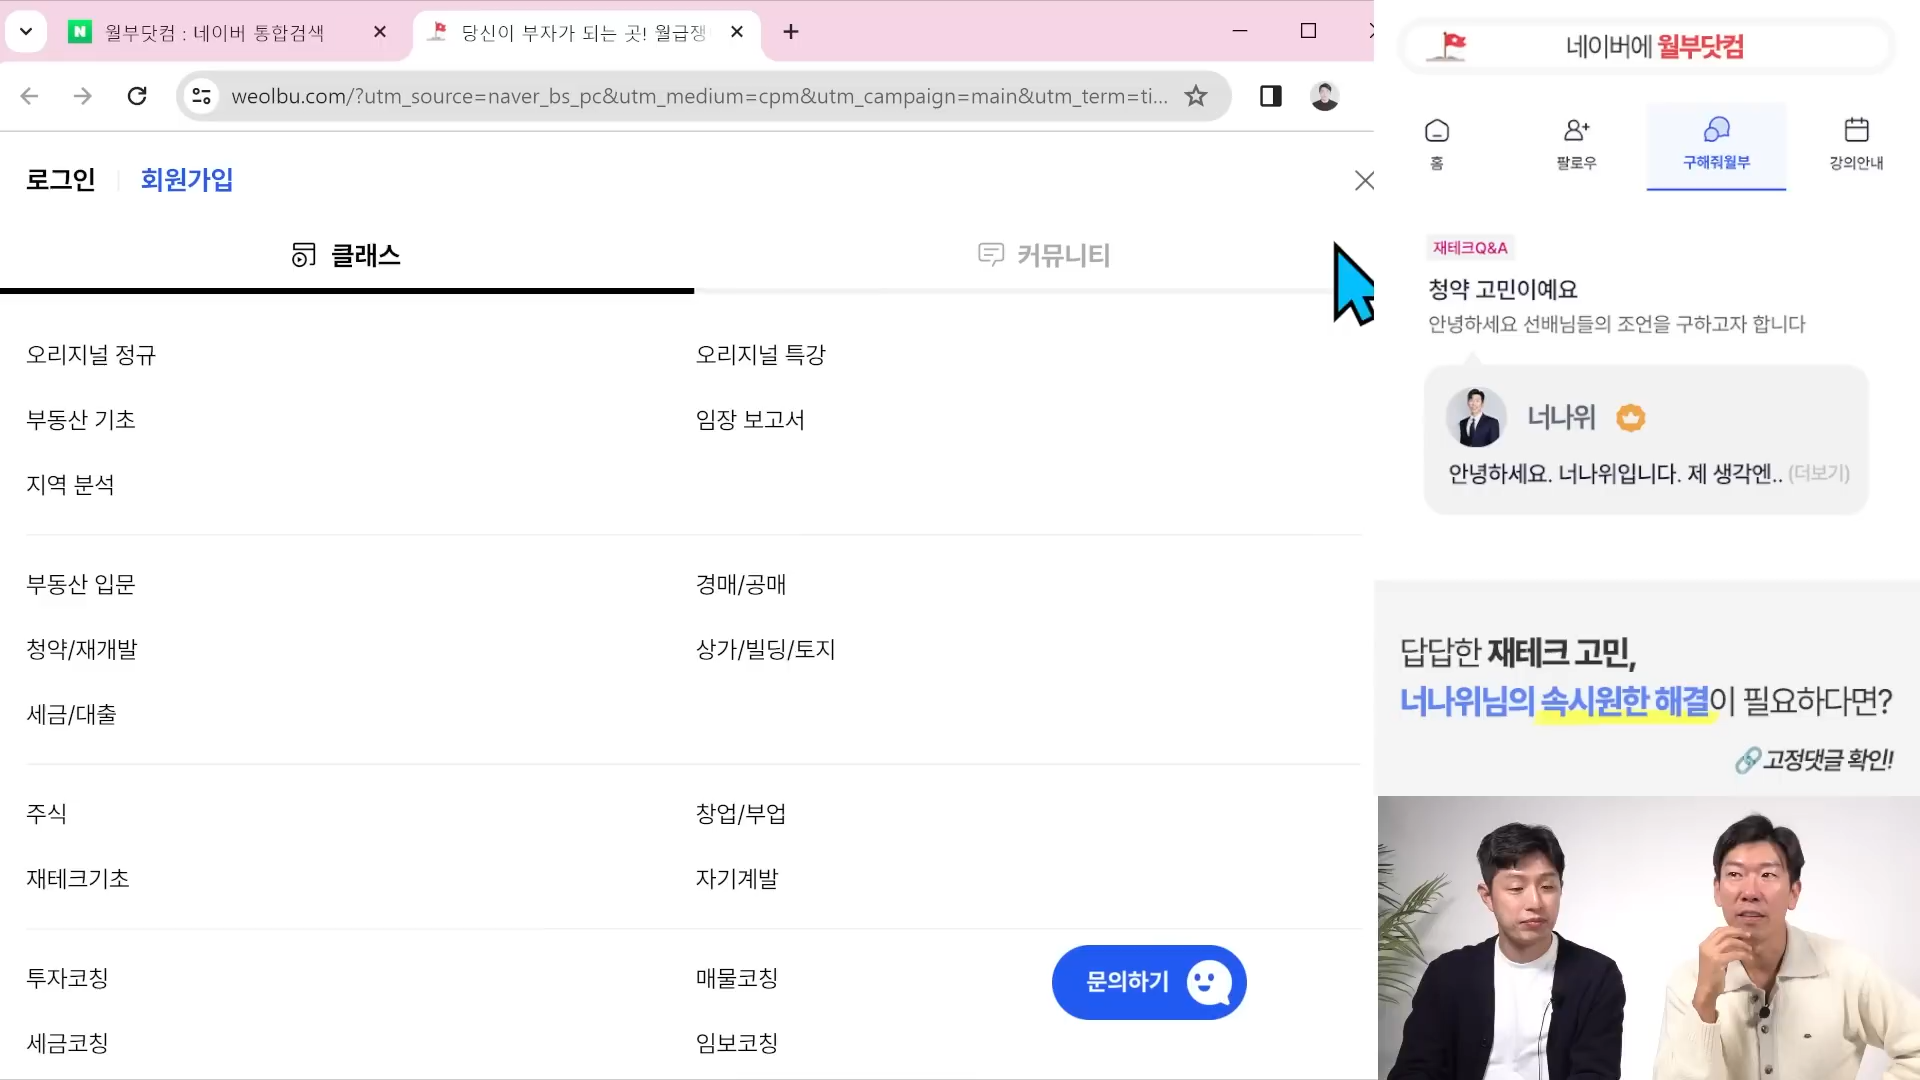 월부닷컴 : 네이버 통합검색
당신이 부자가 되는 곳! 월급쟁
weolbu.com/?utm_source=naver_bs_pc&utm_medium=cpm&utm_campaign=main&utm_term=ti...
로그인
회원가입
클래스
커뮤니티
오리지널 정규
오리지널 특강
부동산 기초
임장 보고서
지역 분석
부동산 입문
경매/공매
청약/재개발
상가/빌딩/토지
세금/대출
주식
창업/부업
재테크기초
자기계발
투자코칭
매물코칭
세금코칭
임보코칭
문의하기
네이버에 월부닷컴
홈
팔로우
구해줘월부
강의안내
재테크Q&A
청약 고민이예요
안녕하세요 선배님들의 조언을 구하고자 합니다
너나위
안녕하세요. 너나위입니다. 제 생각엔.. (더보기)
답답한 재테크 고민,
너나위님의 속시원한 해결이 필요하다면?
고정댓글 확인!